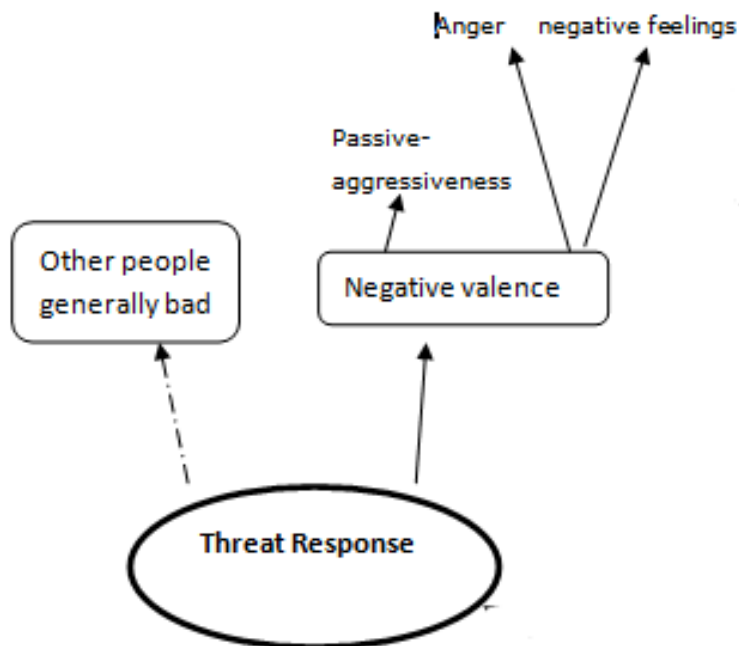 Anger negative feelings
Passive-
aggressiveness
Other people
generally bad
Negative valence
Threat Response